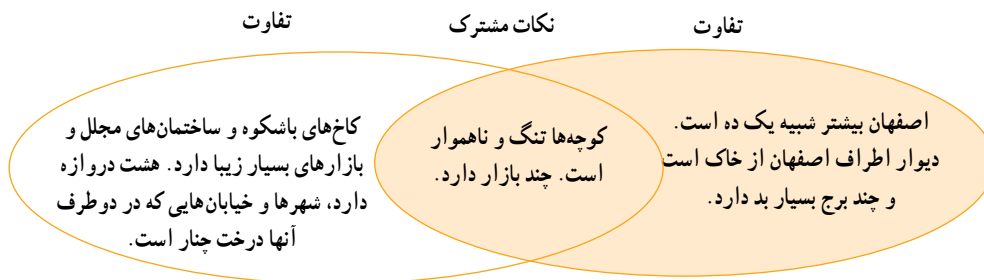 تفاوت
نکات مشترک
تفاوت
اصفهان بیشتر شبیه یک ده است.
دیوار اطراف اصفهان از خاک است
و چند برج بسیار بد دارد.
کوچه‌ها تنگ و ناهموار
است. چند بازار دارد.
کاخ‌های باشکوه و ساختمان‌های مجلل و
بازارهای بسیار زیبا دارد. هشت دروازه
دارد، شهرها و خیابان‌هایی که در دو طرف
آنها درخت چنار است.